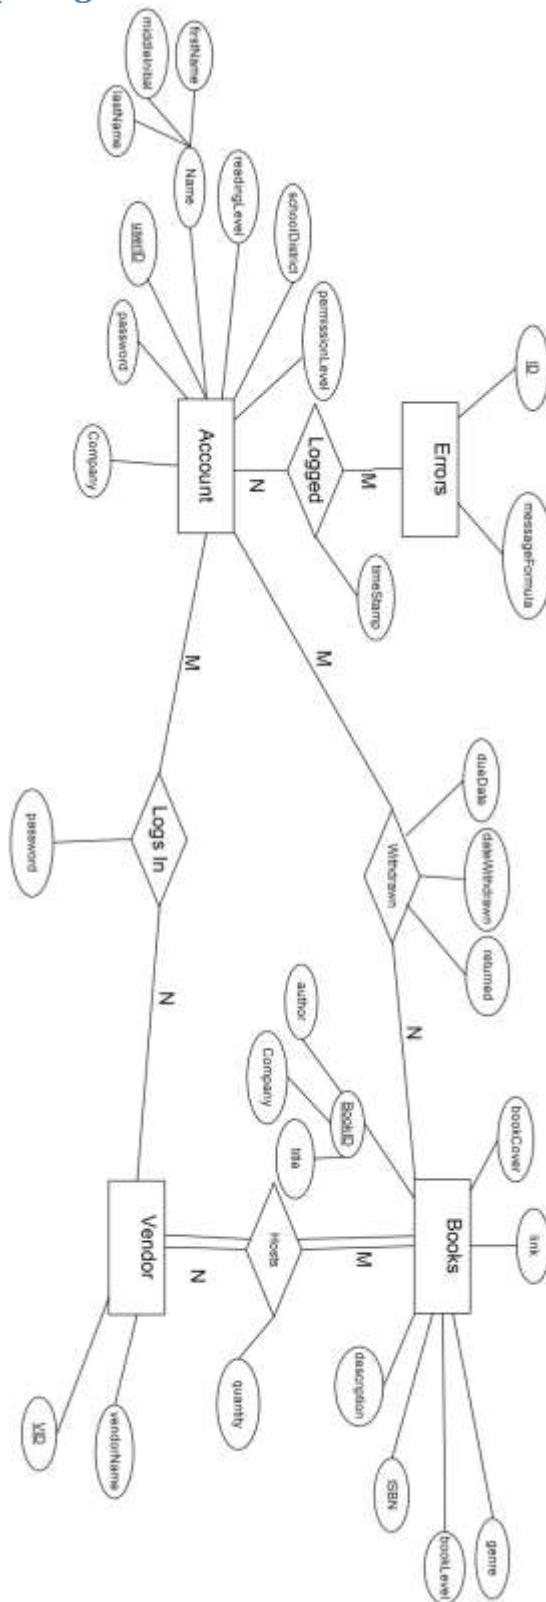 ID
Errors
messageFormula
firstName
middleInitial
lastName
Name
readingLevel
schoolDistrict
userID
permissionLevel
password
Company
Account
N
Logged
M
timeStamp
M
Withdrawn
dueDate
dateWithdrawn
returned
N
M
Logs In
password
N
author
Company
BookID
title
bookCover
link
Books
M
Hosts
N
quantity
Vendor
VID
vendorName
description
ISBN
bookLevel
genre